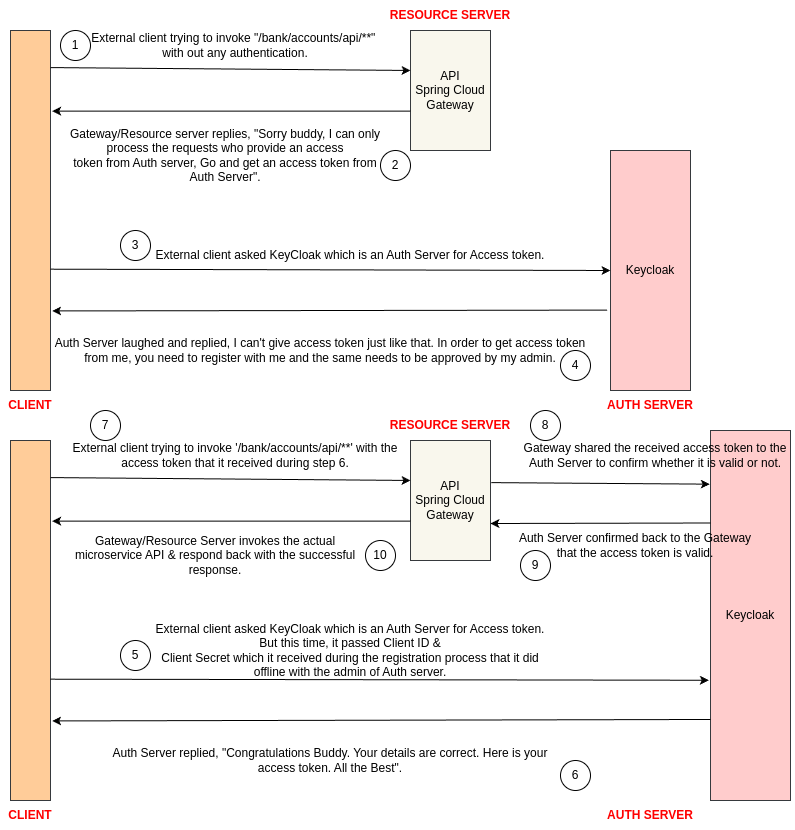 RESOURCE SERVER
1
External client trying to invoke "/bank/accounts/api/**"
with out any authentication.
API
Spring Cloud
Gateway
Gateway/Resource server replies, "Sorry buddy, I can only
process the requests who provide an access
token from Auth server, Go and get an access token from
Auth Server".
2
3
External client asked KeyCloak which is an Auth Server for Access token.
Keycloak
Auth Server laughed and replied, I can't give access token just like that. In order to get access token
from me, you need to register with me and the same needs to be approved by my admin.
4
CLIENT
AUTH SERVER
7
RESOURCE SERVER
8
External client trying to invoke '/bank/accounts/api/**' with the
access token that it received during step 6.
API
Spring Cloud
Gateway
Gateway shared the received access token to the
Auth Server to confirm whether it is valid or not.
Gateway/Resource Server invokes the actual
microservice API & respond back with the successful
response.
10
Auth Server confirmed back to the Gateway
that the access token is valid.
9
Keycloak
5
External client asked KeyCloak which is an Auth Server for Access token.
But this time, it passed Client ID &
Client Secret which it received during the registration process that it did
offline with the admin of Auth server.
Auth Server replied, "Congratulations Buddy. Your details are correct. Here is your
access token. All the Best".
6
CLIENT
AUTH SERVER